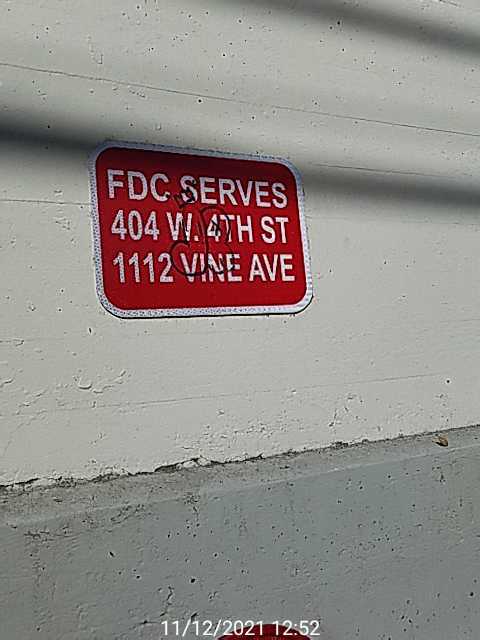 FDC SERVES
404 W. 4TH ST
1112 VINE AVE
11/12/2021 12:52